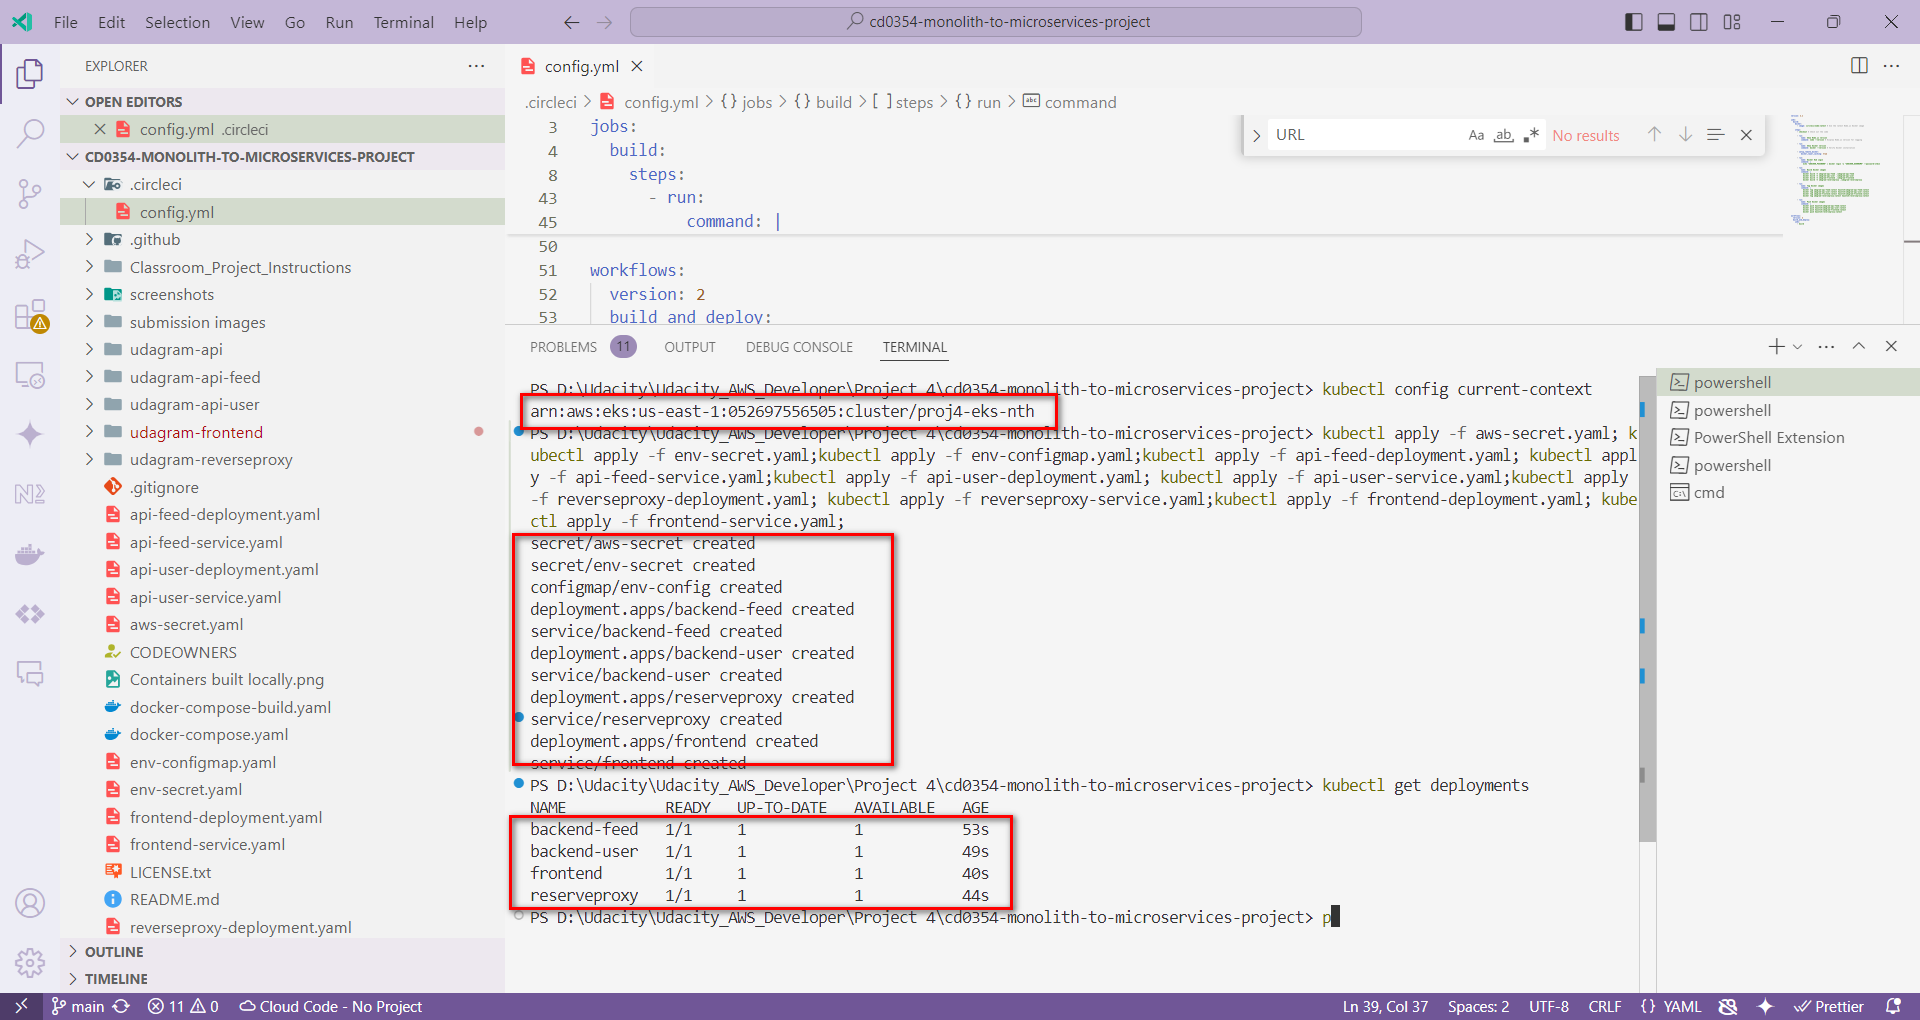 File Edit Selection View Go Run Terminal Help
cd0354-monolith-to-microservices-project
EXPLORER
OPEN EDITORS
config.yml .circleci
CD0354-MONOLITH-TO-MICROSERVICES-PROJECT
.circleci
config.yml
.github
Classroom_Project_Instructions
screenshots
submission images
udagram-api
udagram-api-feed
udagram-api-user
udagram-frontend
udagram-reverseproxy
.gitignore
api-feed-deployment.yaml
api-feed-service.yaml
api-user-deployment.yaml
api-user-service.yaml
aws-secret.yaml
CODEOWNERS
Containers built locally.png
docker-compose-build.yaml
docker-compose.yaml
env-configmap.yaml
env-secret.yaml
frontend-deployment.yaml
frontend-service.yaml
LICENSE.txt
README.md
reverseproxy-deployment.yaml
OUTLINE
TIMELINE
config.yml
.circleci > config.yml > {} jobs > {} build > [ ] steps > {} run > abc command
3 jobs:
4 build:
8 steps:
43 - run:
45 command: |
50
51 workflows:
52 version: 2
53 build and deploy:
URL Aa ab .* No results
PROBLEMS 11 OUTPUT DEBUG CONSOLE TERMINAL
PS D:\Udacity\Udacity_AWS_Developer\Project 4\cd0354-monolith-to-microservices-project> kubectl config current-context
arn:aws:eks:us-east-1:052697556505:cluster/proj4-eks-nth
PS D:\Udacity\Udacity_AWS_Developer\Project 4\cd0354-monolith-to-microservices-project> kubectl apply -f aws-secret.yaml; k
ubectl apply -f env-secret.yaml;kubectl apply -f env-configmap.yaml;kubectl apply -f api-feed-deployment.yaml; kubectl appl
y -f api-feed-service.yaml;kubectl apply -f api-user-deployment.yaml; kubectl apply -f api-user-service.yaml;kubectl apply
-f reverseproxy-deployment.yaml; kubectl apply -f reverseproxy-service.yaml;kubectl apply -f frontend-deployment.yaml; kube
ctl apply -f frontend-service.yaml;
secret/aws-secret created
secret/env-secret created
configmap/env-config created
deployment.apps/backend-feed created
service/backend-feed created
deployment.apps/backend-user created
service/backend-user created
deployment.apps/reserveproxy created
service/reserveproxy created
deployment.apps/frontend created
service/frontend created
PS D:\Udacity\Udacity_AWS_Developer\Project 4\cd0354-monolith-to-microservices-project> kubectl get deployments
NAME READY UP-TO-DATE AVAILABLE AGE
backend-feed 1/1 1 1 53s
backend-user 1/1 1 1 49s
frontend 1/1 1 1 40s
reserveproxy 1/1 1 1 44s
PS D:\Udacity\Udacity_AWS_Developer\Project 4\cd0354-monolith-to-microservices-project> p
powershell
powershell
PowerShell Extension
powershell
cmd
main 11 0 Cloud Code - No Project
Ln 39, Col 37 Spaces: 2 UTF-8 CRLF {} YAML Prettier